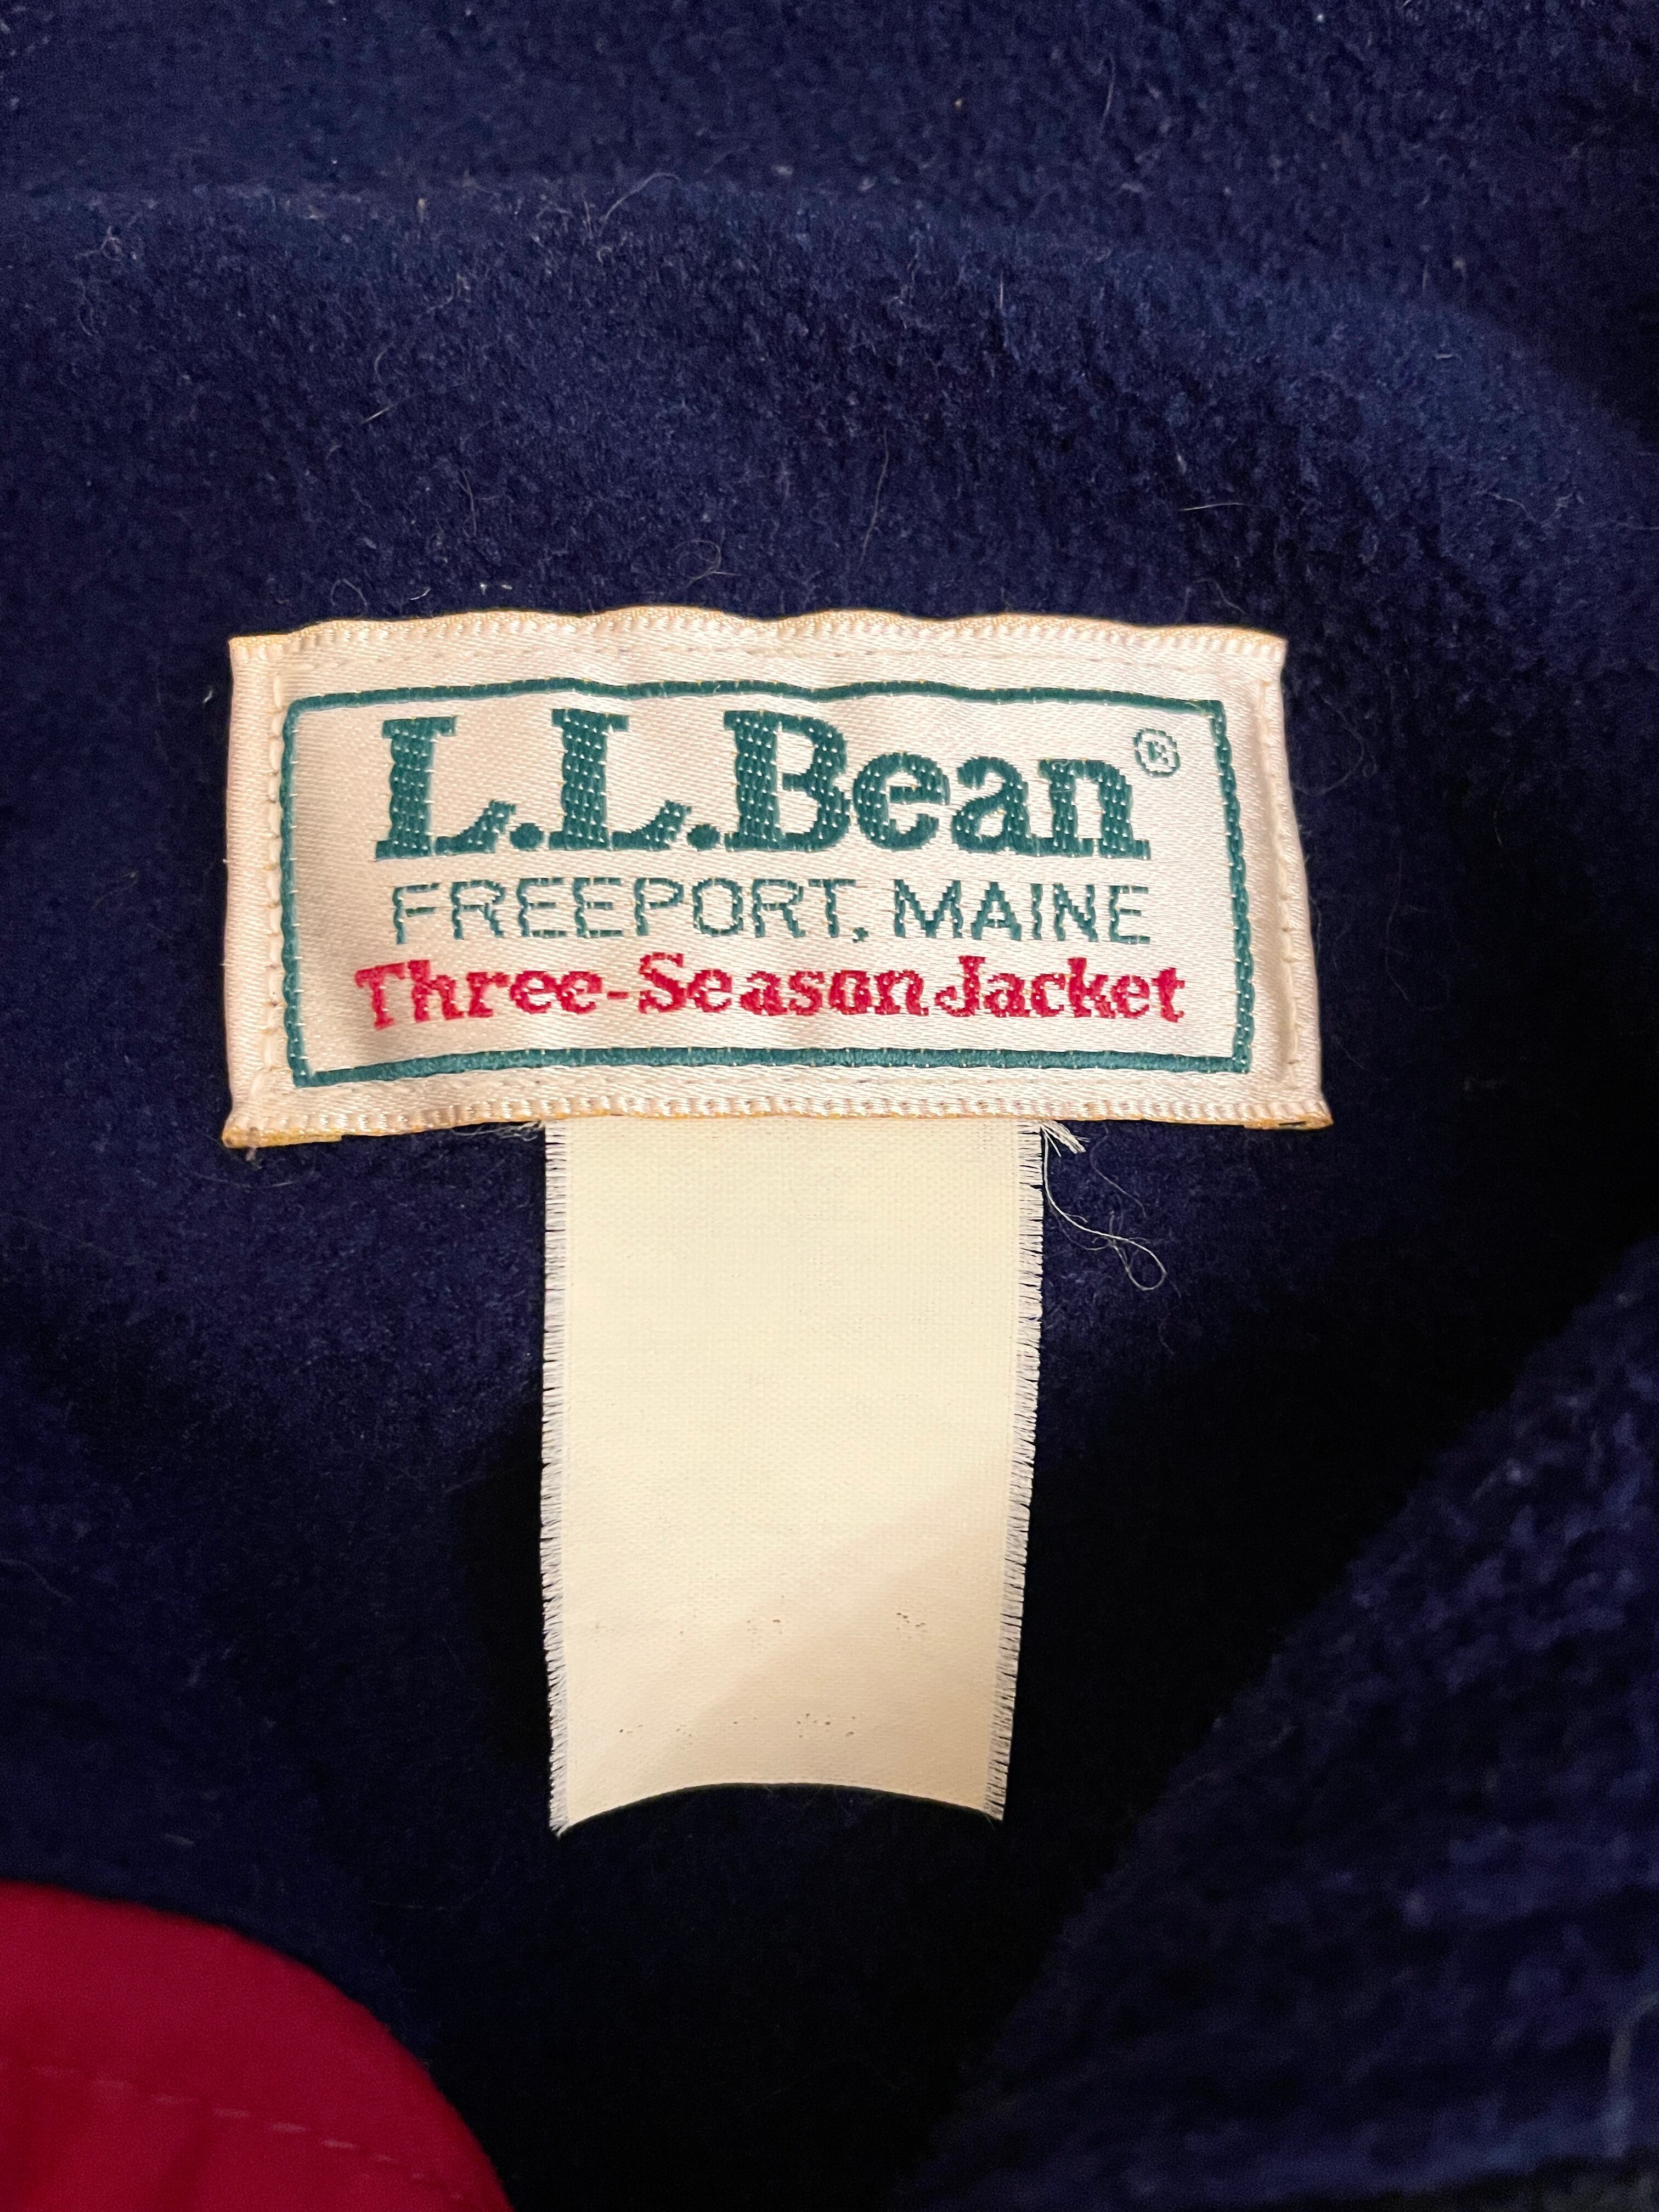 L.L.Bean®
FREEPORT, MAINE
Three-Season Jacket